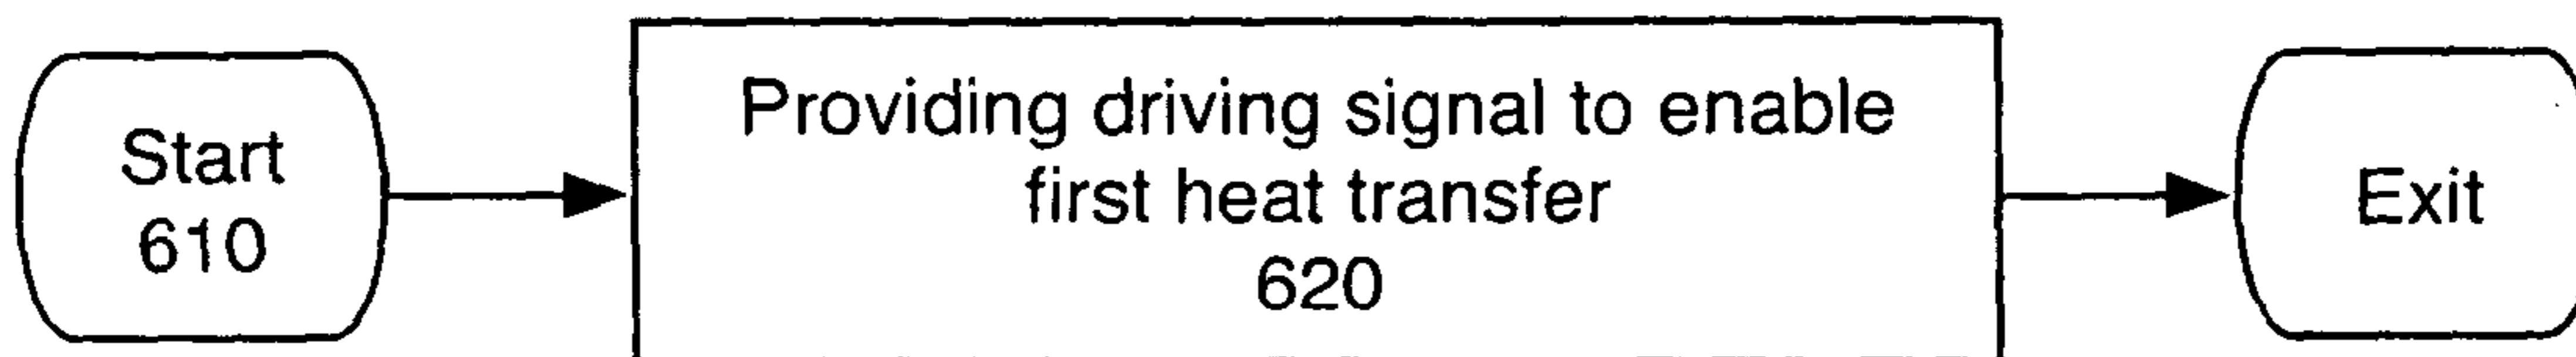 Start
610
Providing driving signal to enable
first heat transfer
620
Exit